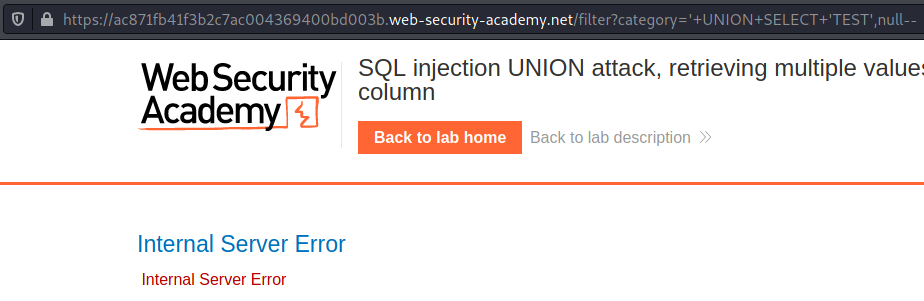 https://ac871fb41f3b2c7ac004369400bd003b.web-security-academy.net/filter?category='+UNION+SELECT+'TEST',null--
Web Security
Academy
SQL injection UNION attack, retrieving multiple values
column
Back to lab home
Back to lab description
Internal Server Error
Internal Server Error